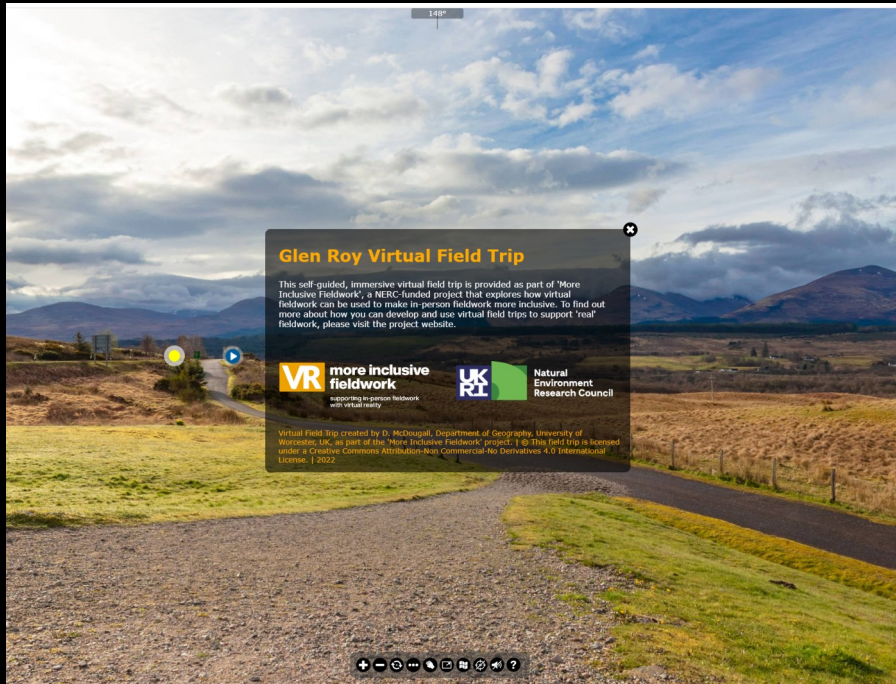 148°
Glen Roy Virtual Field Trip
This self-guided, immersive virtual field trip is provided as part of 'More
Inclusive Fieldwork', a NERC-funded project that explores how virtual
fieldwork can be used to make in-person fieldwork more inclusive. To find out
more about how you can develop and use virtual field trips to support 'real'
fieldwork, please visit the project website.
VR more inclusive
fieldwork
supporting in-person fieldwork
with virtual reality
UK
RI
Natural
Environment
Research Council
Virtual Field Trip created by D. McDougall, Department of Geography, University of
Worcester, UK, as part of the 'More Inclusive Fieldwork' project. | © This field trip is licensed
under a Creative Commons Attribution-Non Commercial-No Derivatives 4.0 International
License. | 2022